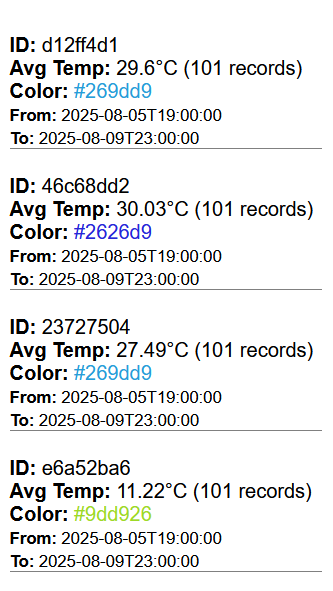 ID: d12ff4d1
Avg Temp: 29.6°C (101 records)
Color: #269dd9
From: 2025-08-05T19:00:00
To: 2025-08-09T23:00:00
ID: 46c68dd2
Avg Temp: 30.03°C (101 records)
Color: #2626d9
From: 2025-08-05T19:00:00
To: 2025-08-09T23:00:00
ID: 23727504
Avg Temp: 27.49°C (101 records)
Color: #269dd9
From: 2025-08-05T19:00:00
To: 2025-08-09T23:00:00
ID: e6a52ba6
Avg Temp: 11.22°C (101 records)
Color: #9dd926
From: 2025-08-05T19:00:00
To: 2025-08-09T23:00:00